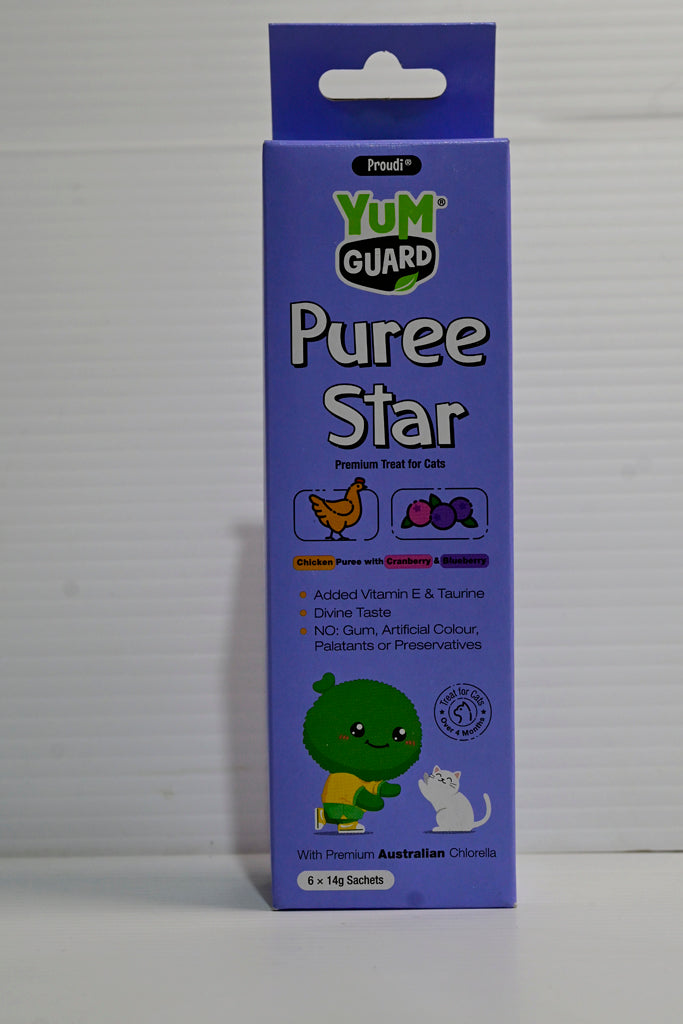 Proudi®
YUM®
GUARD
Puree
Star
Premium Treat for Cats
Chicken Puree with Cranberry & Blueberry
Added Vitamin E & Taurine
Divine Taste
NO: Gum, Artificial Colour,
Palatants or Preservatives
Treat for Cats
Over 4 Months
With Premium Australian Chlorella
6 × 14g Sachets